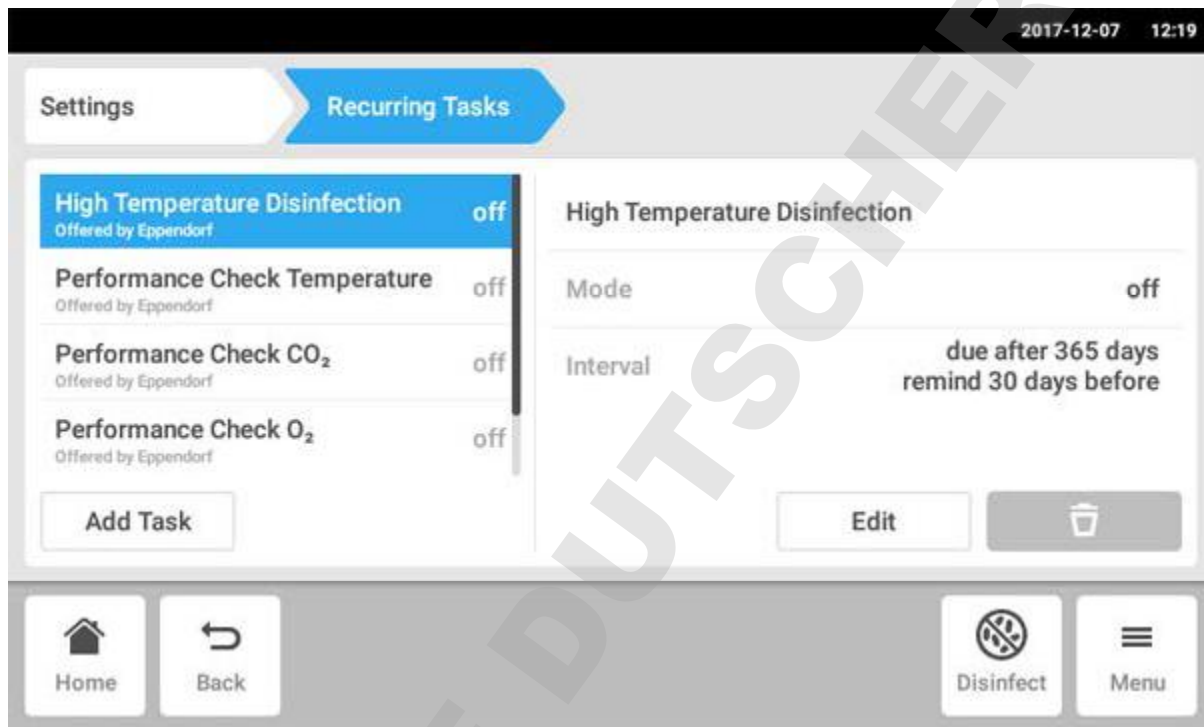 2017-12-07 12:19
Settings
Recurring Tasks
High Temperature Disinfection off
Offered by Eppendorf
Performance Check Temperature off
Offered by Eppendorf
Performance Check CO₂ off
Offered by Eppendorf
Performance Check O₂ off
Offered by Eppendorf
Add Task
High Temperature Disinfection
Mode off
Interval due after 365 days
remind 30 days before
Edit
Home
Back
Disinfect
Menu
DUTSCHER